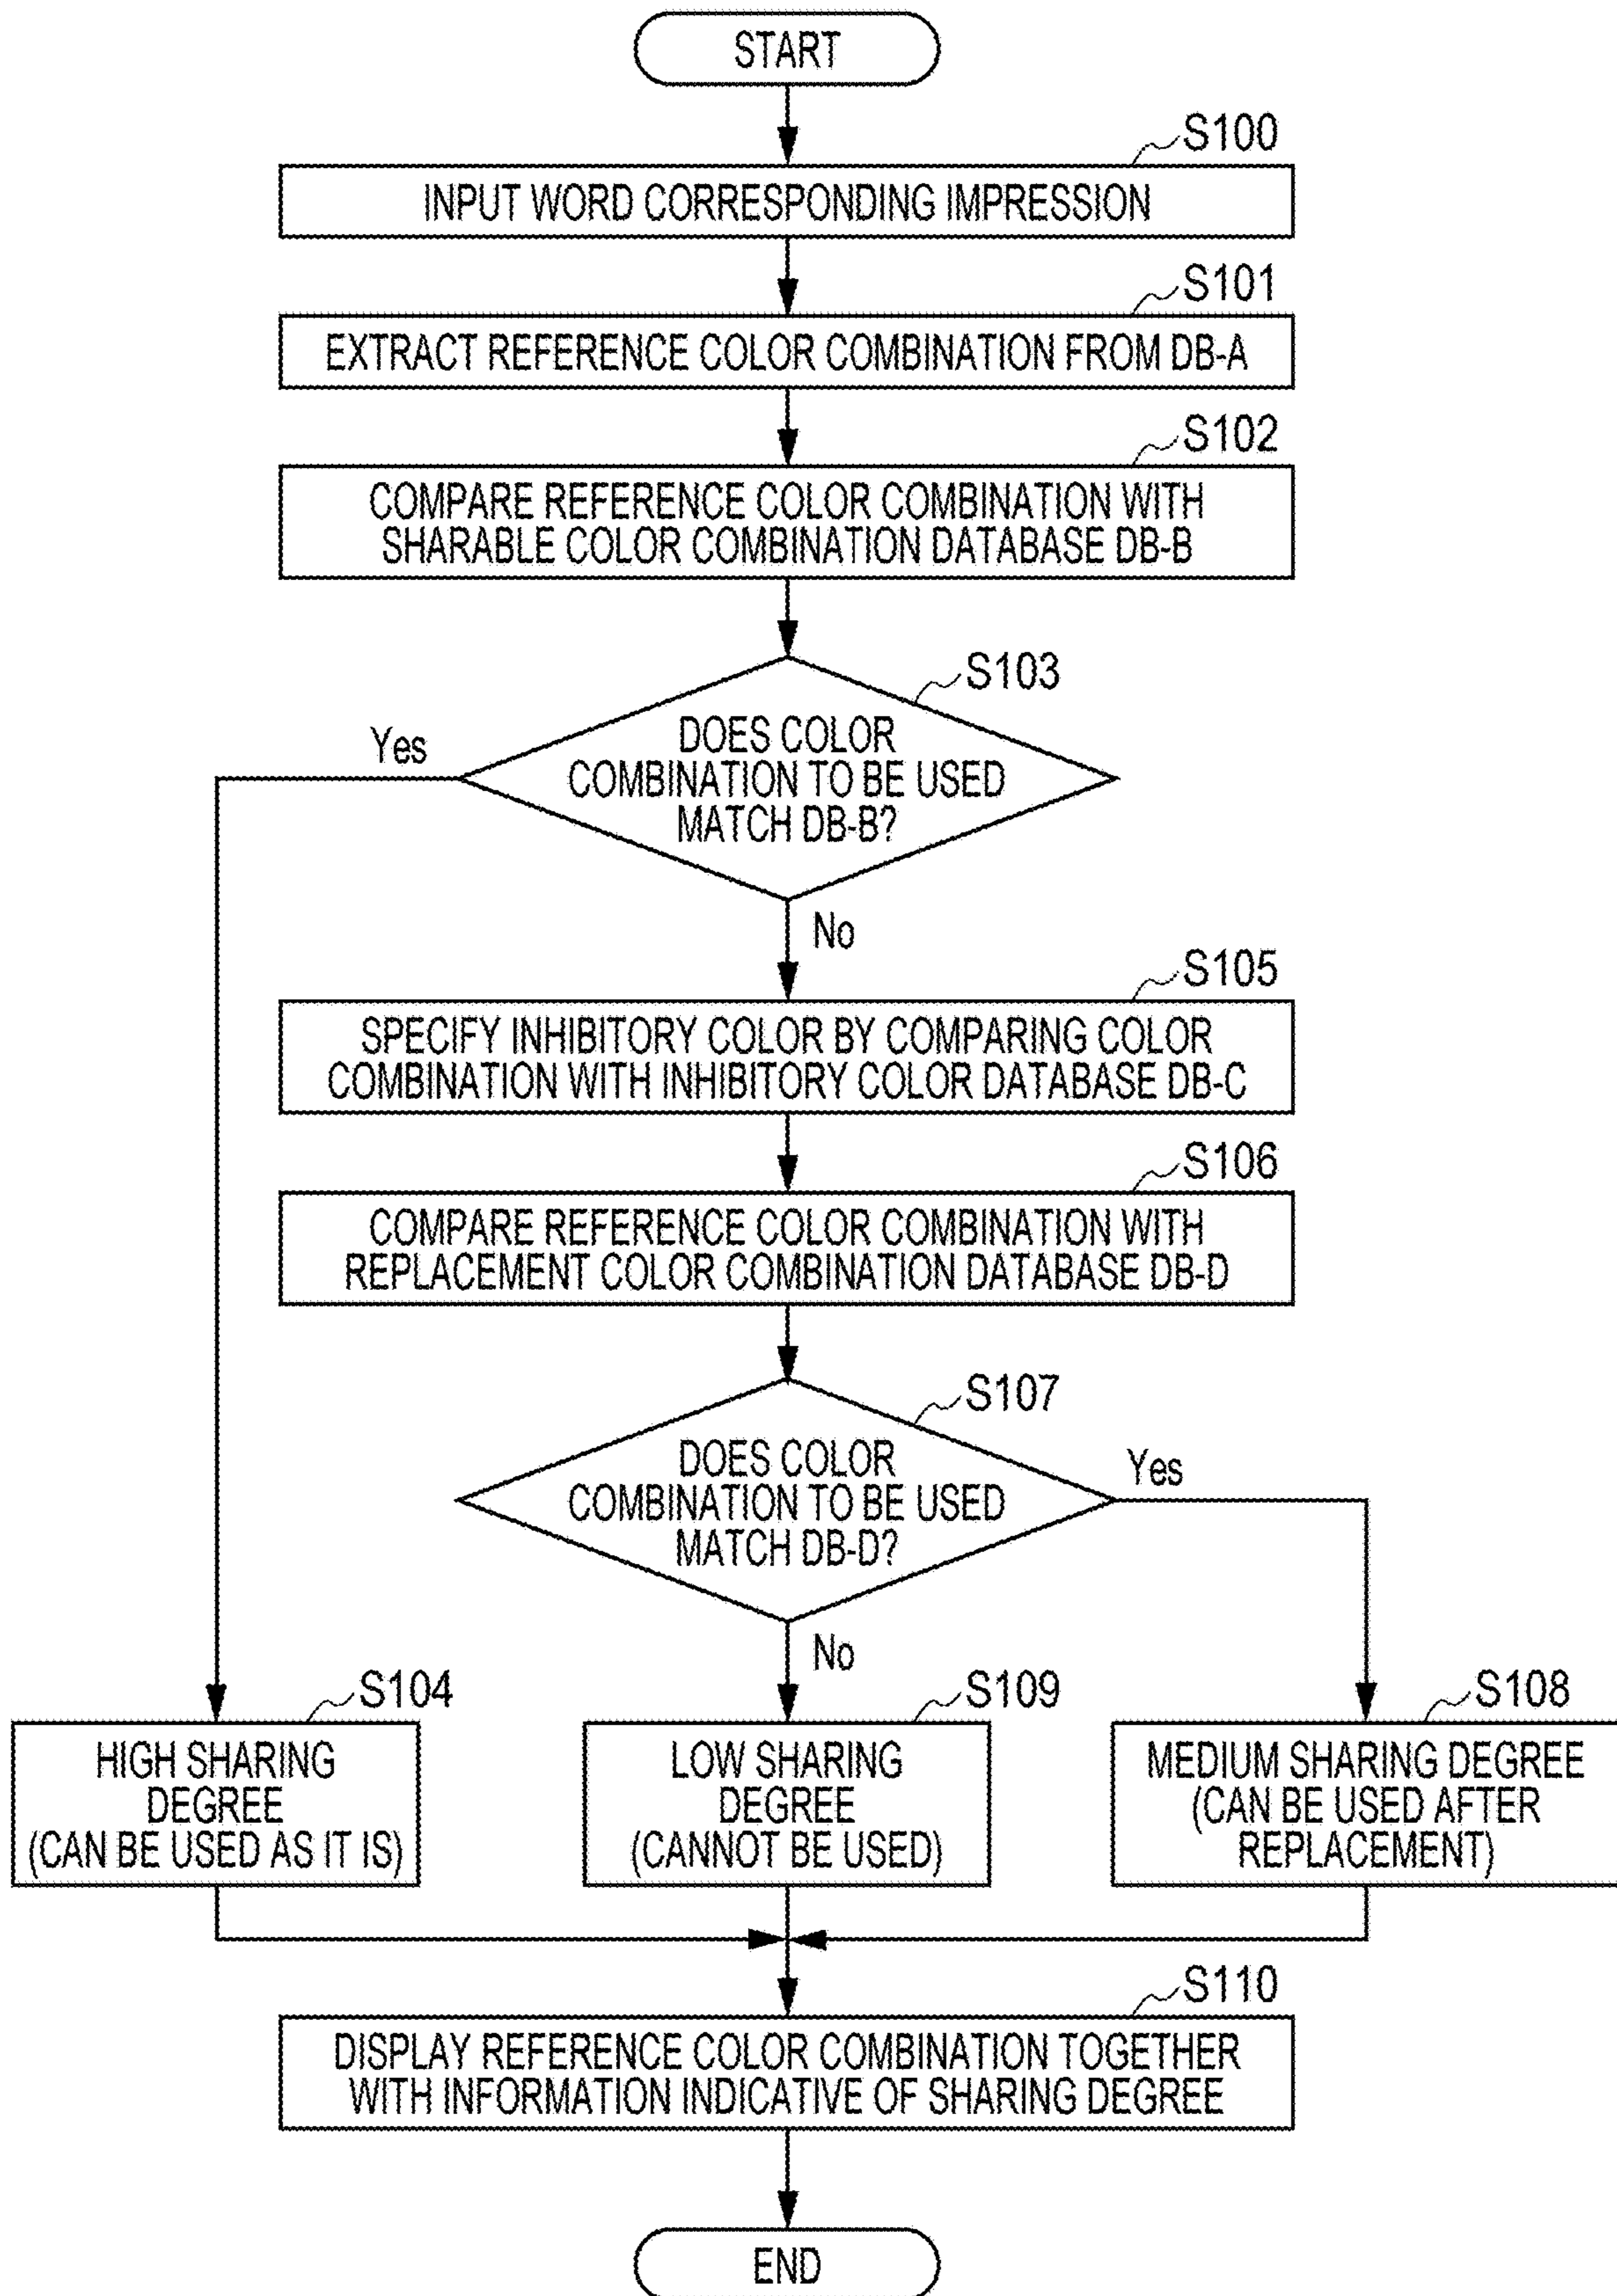 START
S100
INPUT WORD CORRESPONDING IMPRESSION
S101
EXTRACT REFERENCE COLOR COMBINATION FROM DB-A
S102
COMPARE REFERENCE COLOR COMBINATION WITH
SHARABLE COLOR COMBINATION DATABASE DB-B
S103
DOES COLOR
COMBINATION TO BE USED
MATCH DB-B?
Yes
No
S105
SPECIFY INHIBITORY COLOR BY COMPARING COLOR
COMBINATION WITH INHIBITORY COLOR DATABASE DB-C
S106
COMPARE REFERENCE COLOR COMBINATION WITH
REPLACEMENT COLOR COMBINATION DATABASE DB-D
S107
DOES COLOR
COMBINATION TO BE USED
MATCH DB-D?
Yes
No
S104
HIGH SHARING
DEGREE
(CAN BE USED AS IT IS)
S109
LOW SHARING
DEGREE
(CANNOT BE USED)
S108
MEDIUM SHARING DEGREE
(CAN BE USED AFTER
REPLACEMENT)
S110
DISPLAY REFERENCE COLOR COMBINATION TOGETHER
WITH INFORMATION INDICATIVE OF SHARING DEGREE
END